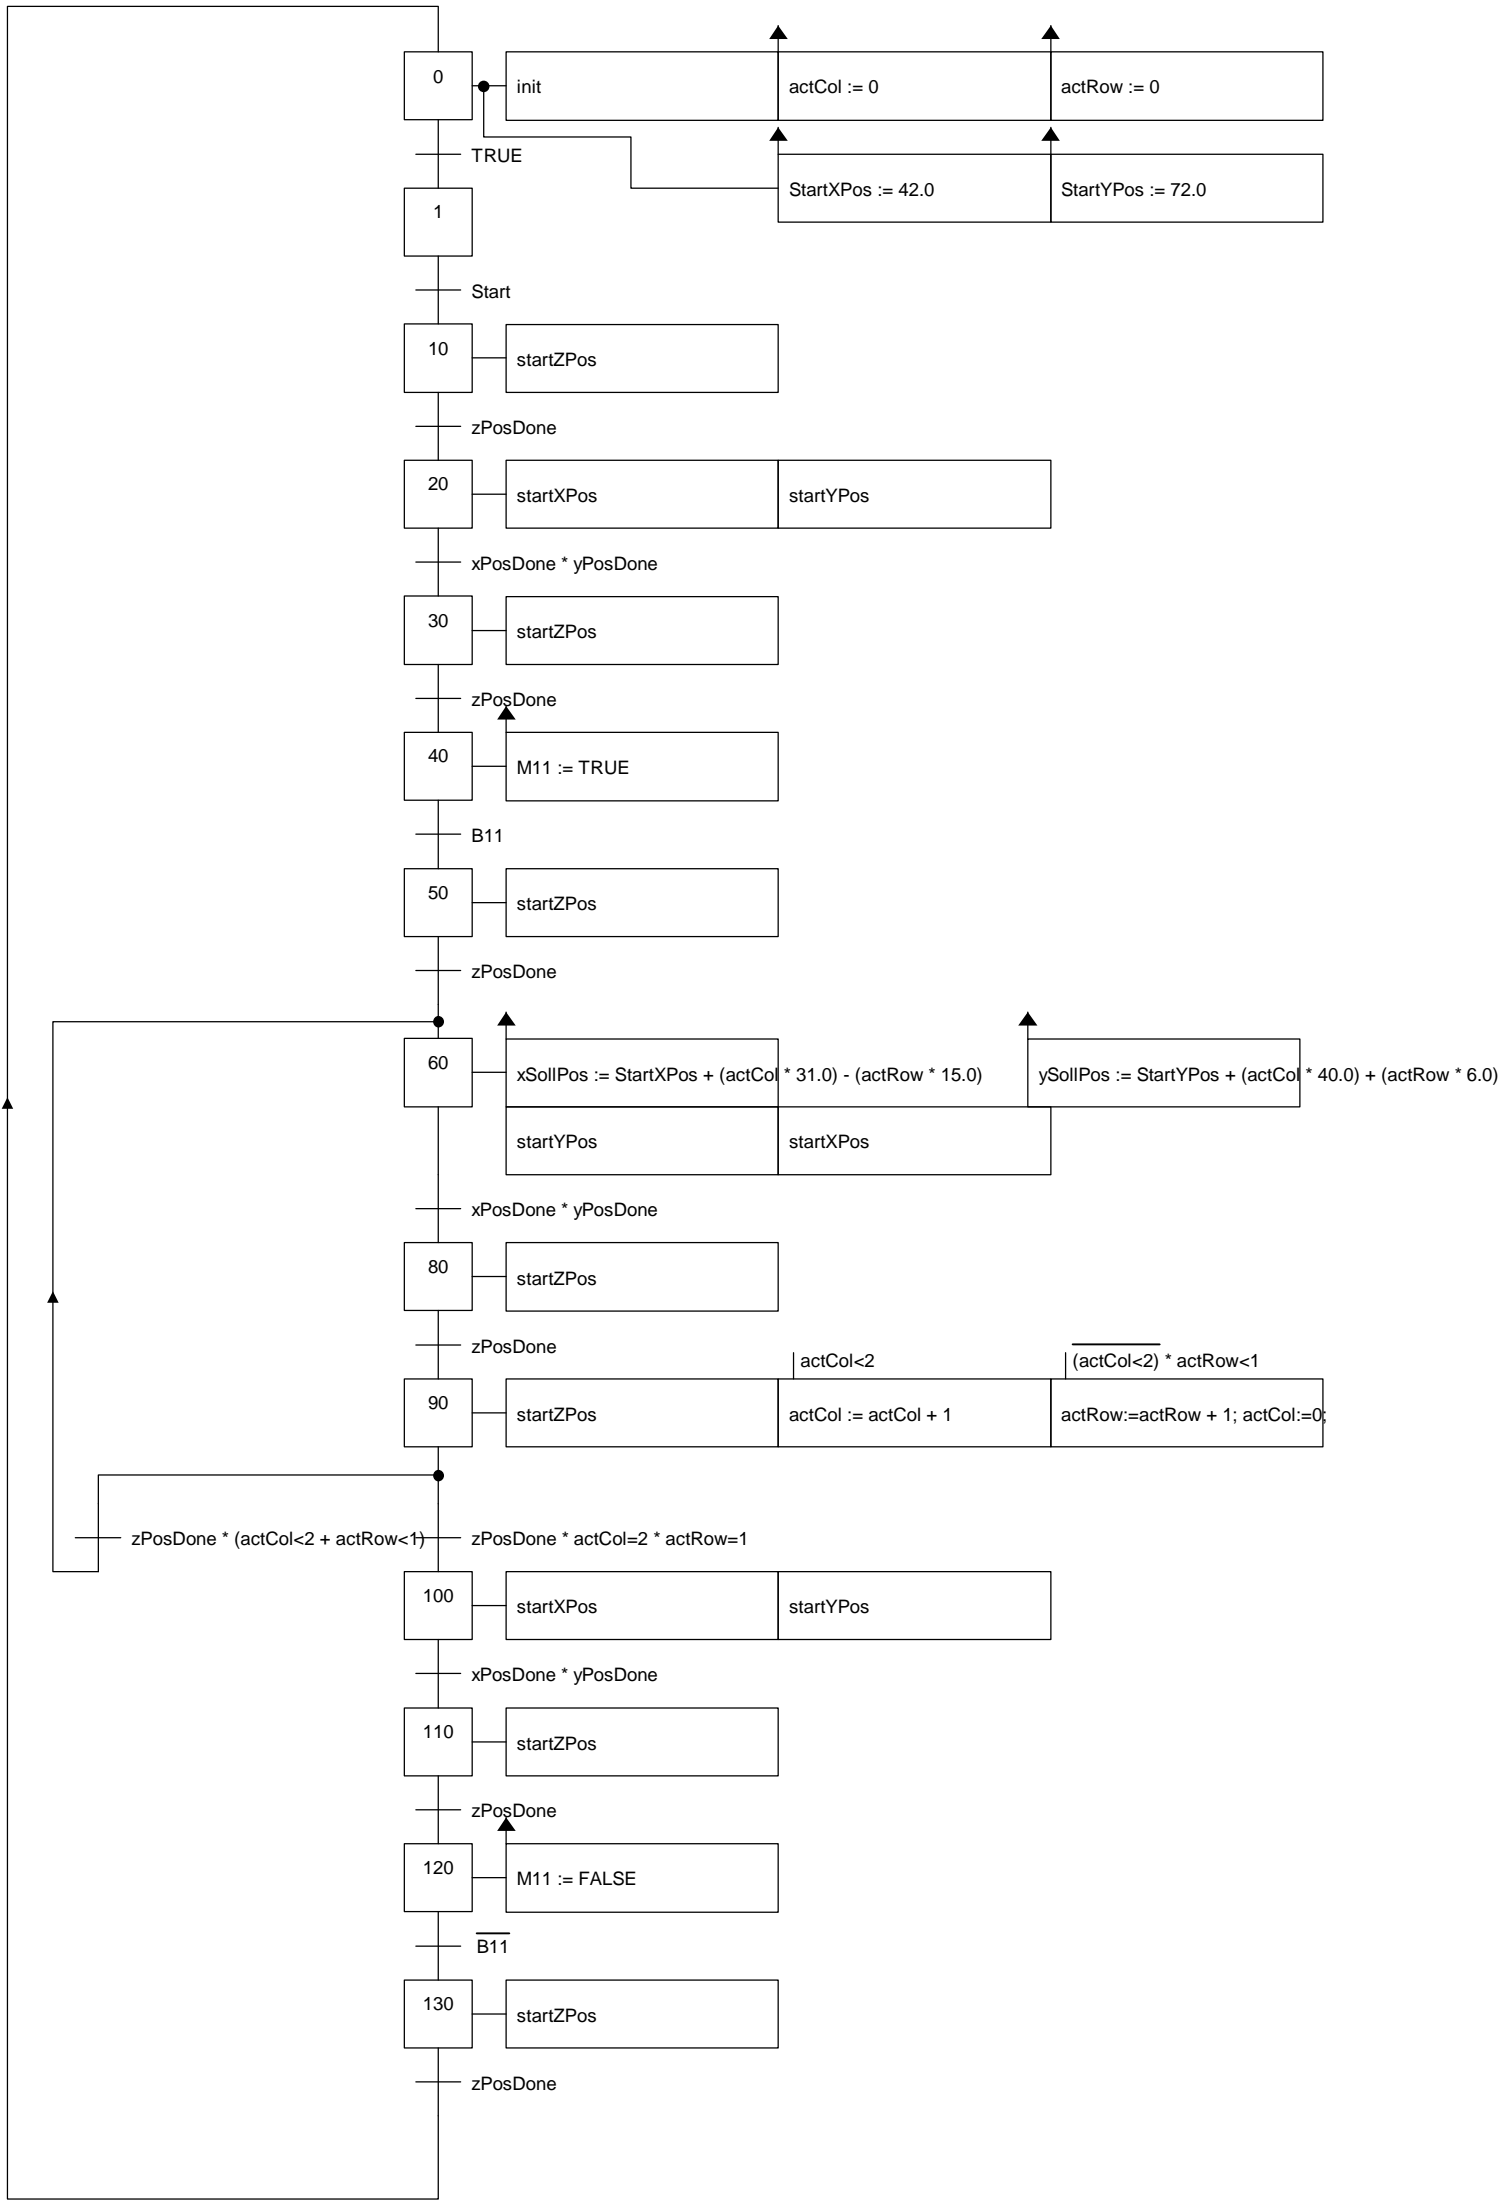 0
init
actCol := 0
actRow := 0
TRUE
StartXPos := 42.0
StartYPos := 72.0
1
Start
10
startZPos
zPosDone
20
startXPos
startYPos
xPosDone * yPosDone
30
startZPos
zPosDone
40
M11 := TRUE
B11
50
startZPos
zPosDone
60
xSollPos := StartXPos + (actCol * 31.0) - (actRow * 15.0)
ySollPos := StartYPos + (actCol * 40.0) + (actRow * 6.0)
startYPos
startXPos
xPosDone * yPosDone
80
startZPos
zPosDone
actCol<2
(actCol<2) * actRow<1
90
startZPos
actCol := actCol + 1
actRow:=actRow + 1; actCol:=0;
zPosDone * (actCol<2 + actRow<1)
zPosDone * actCol=2 * actRow=1
100
startXPos
startYPos
xPosDone * yPosDone
110
startZPos
zPosDone
120
M11 := FALSE
B11
130
startZPos
zPosDone